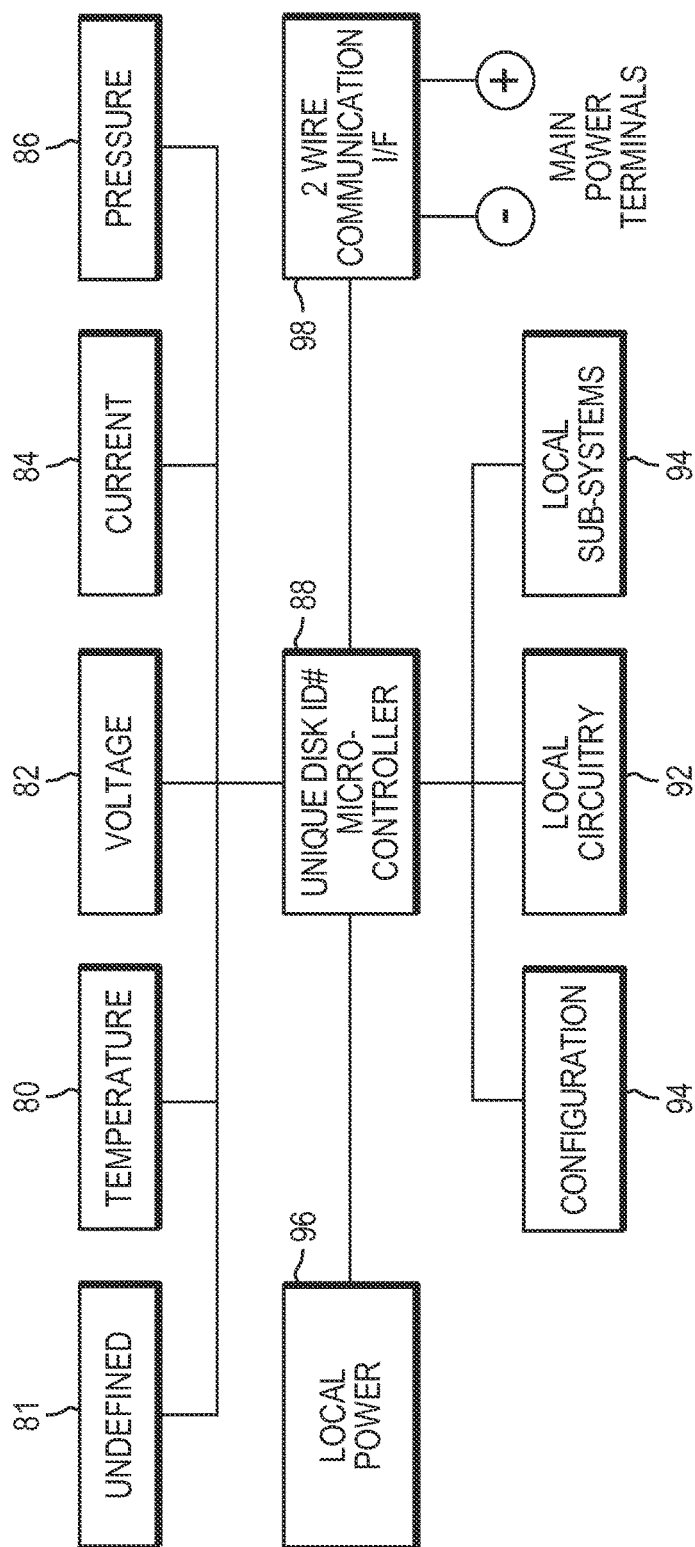 81
80
82
84
86
UNDEFINED
TEMPERATURE
VOLTAGE
CURRENT
PRESSURE
96
88
98
LOCAL
POWER
UNIQUE DISK ID#
MICRO-
CONTROLLER
2 WIRE
COMMUNICATION
I/F
-
+
MAIN
POWER
TERMINALS
CONFIGURATION
LOCAL
CIRCUITRY
LOCAL
SUB-SYSTEMS
94
92
94